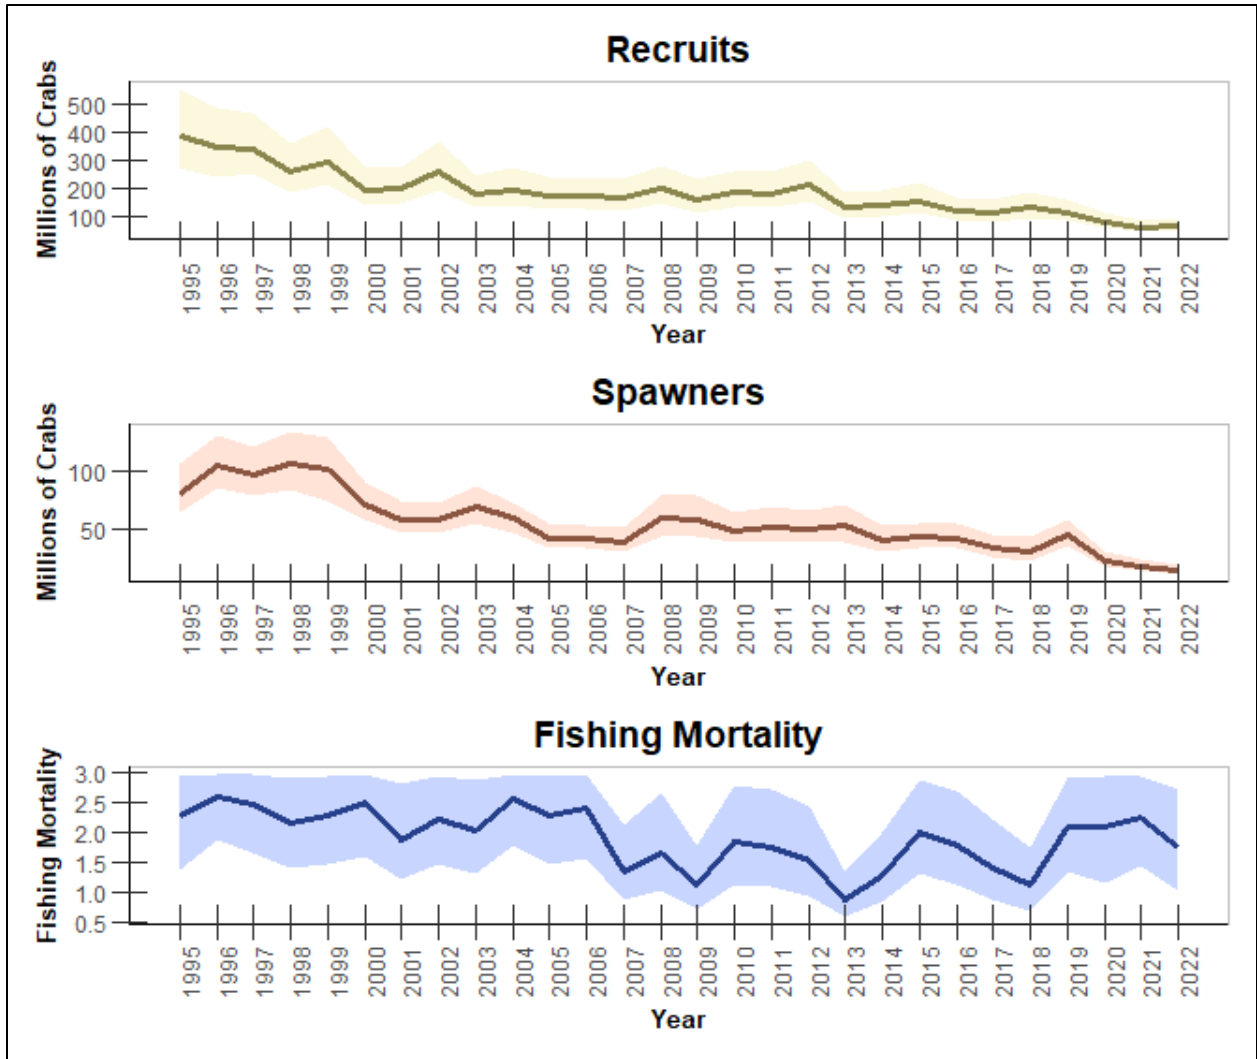 Recruits
Millions of Crabs
500
400
300
200
100
1995 1996 1997 1998 1999 2000 2001 2002 2003 2004 2005 2006 2007 2008 2009 2010 2011 2012 2013 2014 2015 2016 2017 2018 2019 2020 2021 2022
Year
Spawners
Millions of Crabs
100
50
1995 1996 1997 1998 1999 2000 2001 2002 2003 2004 2005 2006 2007 2008 2009 2010 2011 2012 2013 2014 2015 2016 2017 2018 2019 2020 2021 2022
Year
Fishing Mortality
Fishing Mortality
3.0
2.5
2.0
1.5
1.0
0.5
1995 1996 1997 1998 1999 2000 2001 2002 2003 2004 2005 2006 2007 2008 2009 2010 2011 2012 2013 2014 2015 2016 2017 2018 2019 2020 2021 2022
Year